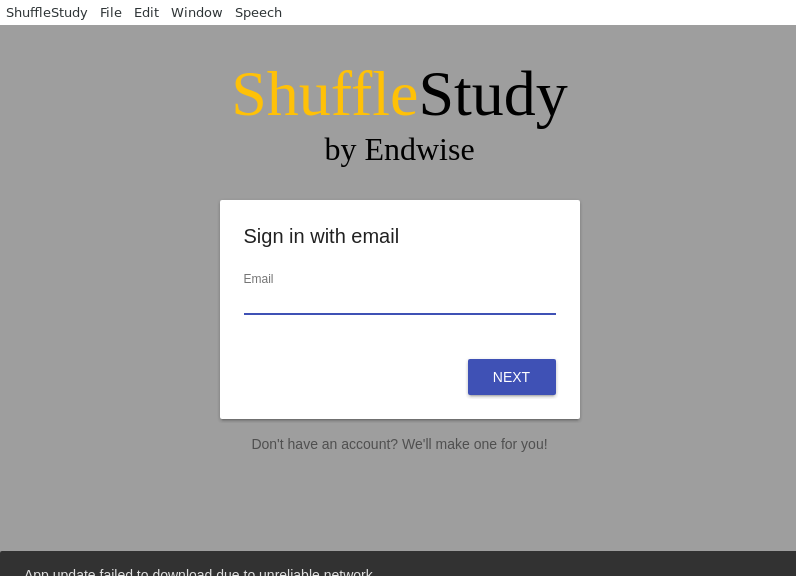 ShuffleStudy File Edit Window Speech
ShuffleStudy
by Endwise
Sign in with email
Email
NEXT
Don't have an account? We'll make one for you!
App update failed to download due to unreliable network